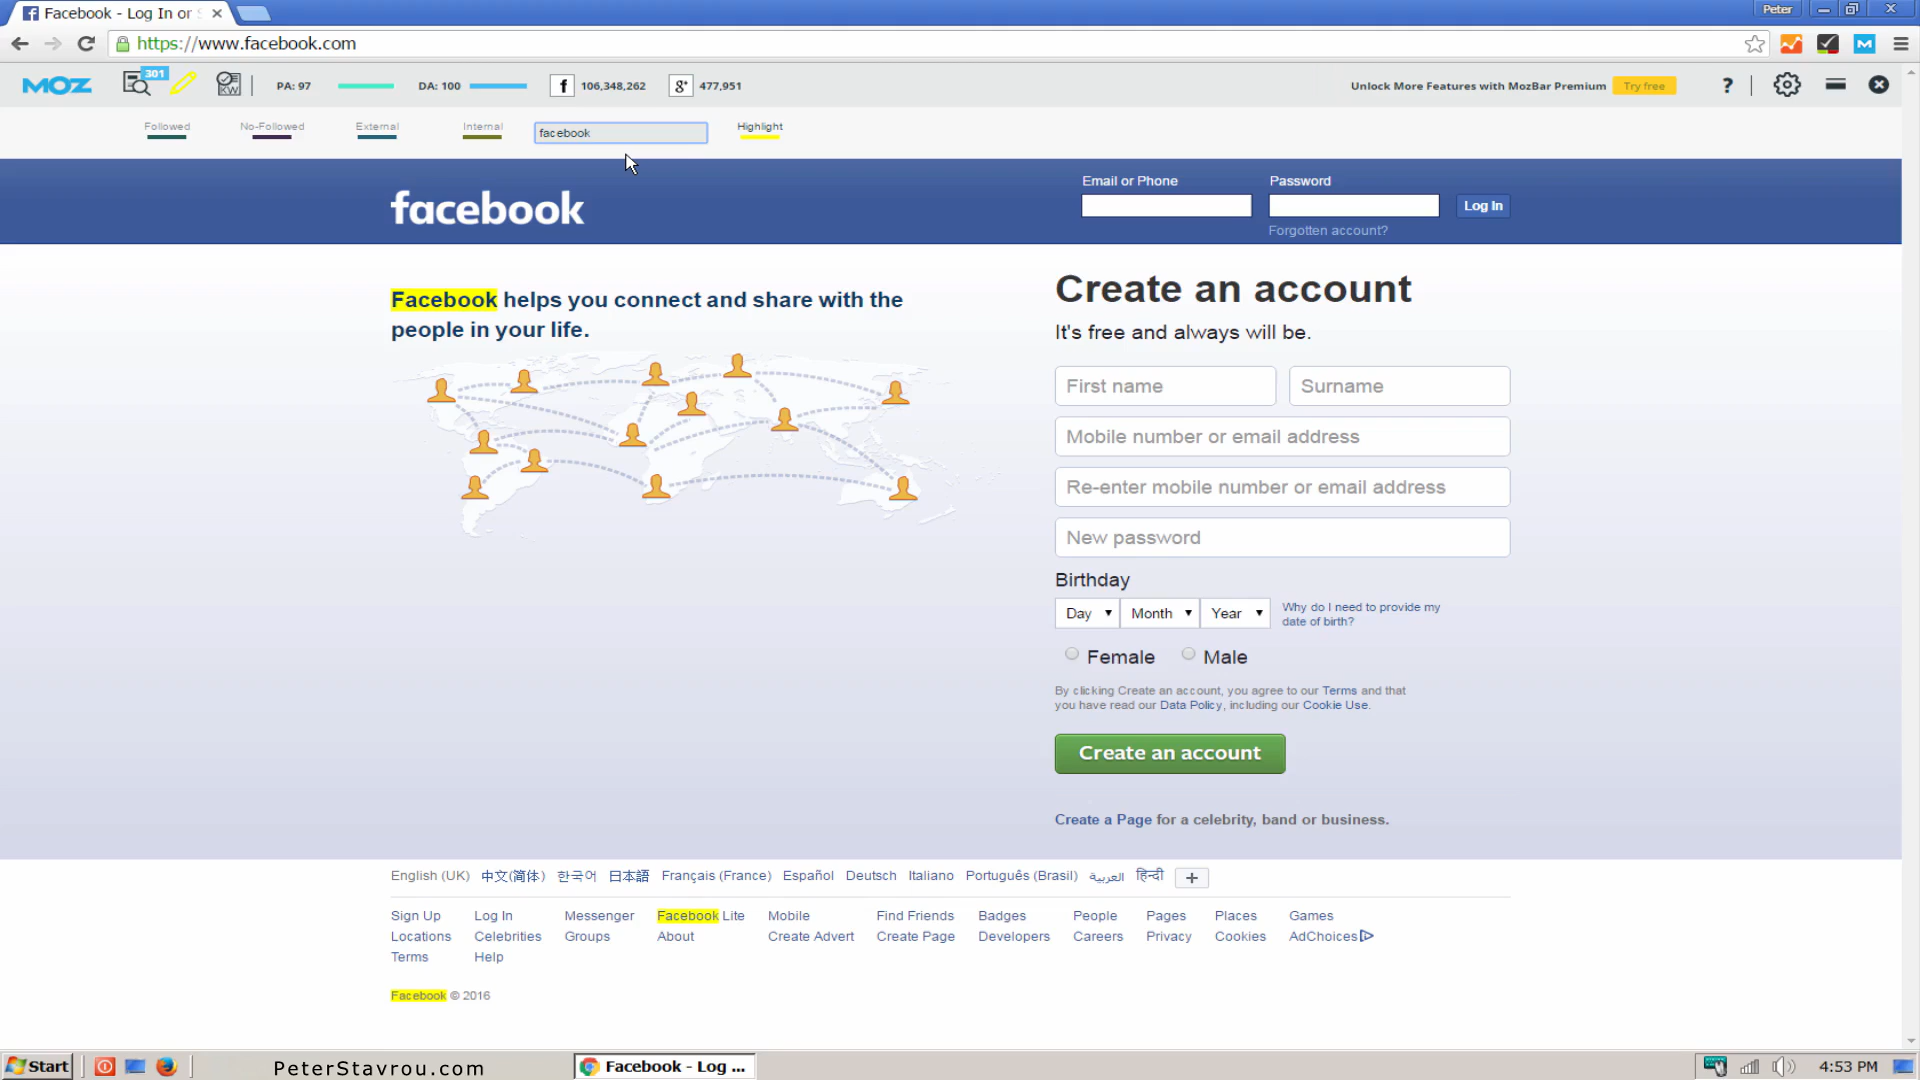 Facebook - Log In or S
Peter
https://www.facebook.com
MOZ
301
KW
PA: 97
DA: 100
f
106,348,262
g+
477,951
Unlock More Features with MozBar Premium
Try free
?
M
Followed
No-Followed
External
Internal
facebook
Highlight
facebook
Email or Phone
Password
Log In
Forgotten account?
Facebook helps you connect and share with the
people in your life.
Create an account
It's free and always will be.
First name
Surname
Mobile number or email address
Re-enter mobile number or email address
New password
Birthday
Day
Month
Year
Why do I need to provide my
date of birth?
Female
Male
By clicking Create an account, you agree to our Terms and that
you have read our Data Policy, including our Cookie Use.
Create an account
Create a Page for a celebrity, band or business.
English (UK) 中文(简体) 한국어 日本語 Français (France) Español Deutsch Italiano Português (Brasil) العربية हिन्दी +
Sign Up Log In Messenger Facebook Lite Mobile Find Friends Badges People Pages Places Games
Locations Celebrities Groups About Create Advert Create Page Developers Careers Privacy Cookies AdChoices
Terms Help
Facebook © 2016
Start
PeterStavrou.com
Facebook - Log ...
4:53 PM